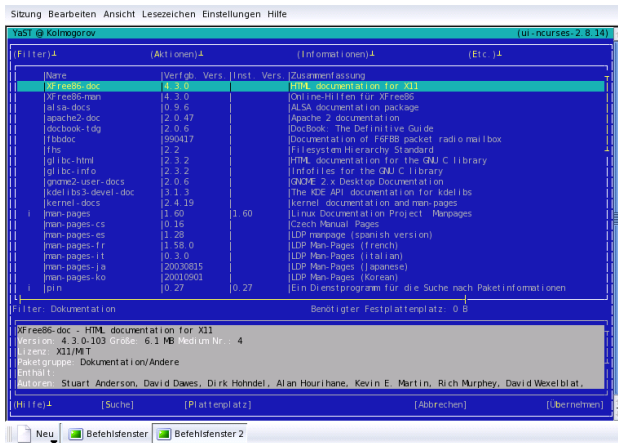 Sitzung Bearbeiten Ansicht Lesezeichen Einstellungen Hilfe
YaST @ Kolmogorov (ui-ncurses-2.8.14)
(Filter) (Aktionen) (Informationen) (Etc.)
|Name |Verfgb. Vers.|Inst. Vers.|Zusammenfassung
|XFree86-doc |4.3.0 | |HTML documentation for X11
|XFree86-man |4.3.0 | |Online-Hilfen für XFree86
|alsa-docs |0.9.6 | |ALSA documentation package
|apache2-doc |2.0.47 | |Apache 2 documentation
|docbook-tdg |2.0.6 | |DocBook: The Definitive Guide
|fbbdoc |990417 | |Documentation of F6FBB packet radio mailbox
|fhs |2.2 | |Filesystem Hierarchy Standard
|glibc-html |2.3.2 | |HTML documentation for the GNU C library
|glibc-info |2.3.2 | |Infofiles for the GNU C library
|gnome2-user-docs |2.0.6 | |GNOME 2.x Desktop Documentation
|kdelibs3-devel-doc|3.1.3 | |The KDE API documentation for kdelibs
|kernel-docs |2.4.19 | |kernel documentation and man-pages
i |man-pages |1.60 |1.60 |Linux Documentation Project Manpages
|man-pages-cs |0.16 | |Czech Manual Pages
|man-pages-es |1.28 | |LDP manpage (spanish version)
|man-pages-fr |1.58.0 | |LDP Man-Pages (french)
|man-pages-it |0.3.0 | |LDP Man-Pages (italian)
|man-pages-ja |20030815 | |LDP Man-Pages (japanese)
|man-pages-ko |20010901 | |LDP Man-Pages (Korean)
i |pin |0.27 |0.27 |Ein Dienstprogramm für die Suche nach Paketinformationen
Filter: Dokumentation Benötigter Festplattenplatz: 0 B
XFree86-doc - HTML documentation for X11
Version: 4.3.0-103 Größe: 6.1 MB Medium Nr.: 4
Lizenz: X11/MIT
Paketgruppe: Dokumentation/Andere
Enthält:
Autoren: Stuart Anderson, David Dawes, Dirk Hohndel, Alan Hourihane, Kevin E. Martin, Rich Murphey, David Wexelblat,
(Hilfe) [Suche] [Plattenplatz] [Abbrechen] [Übernehmen]
Neu Befehlsfenster Befehlsfenster 2